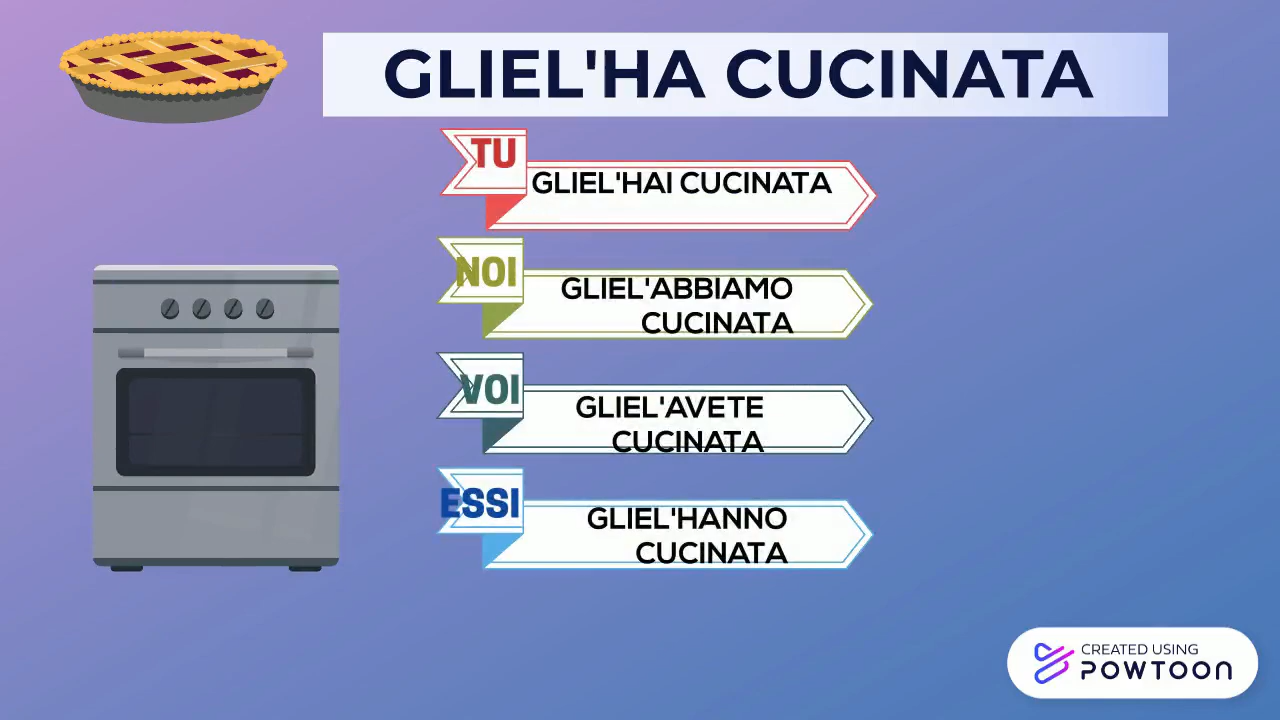 GLIEL'HA CUCINATA
TU
GLIEL'HAI CUCINATA
NOI
GLIEL'ABBIAMO
CUCINATA
VOI
GLIEL'AVETE
CUCINATA
ESSI
GLIEL'HANNO
CUCINATA
CREATED USING
POWTOON